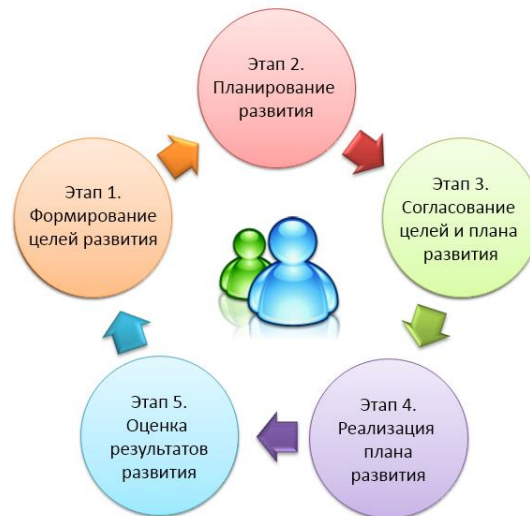 Этап 1.
Формирование
целей развития
Этап 2.
Планирование
развития
Этап 3.
Согласование
целей и плана
развития
Этап 4.
Реализация
плана
развития
Этап 5.
Оценка
результатов
развития